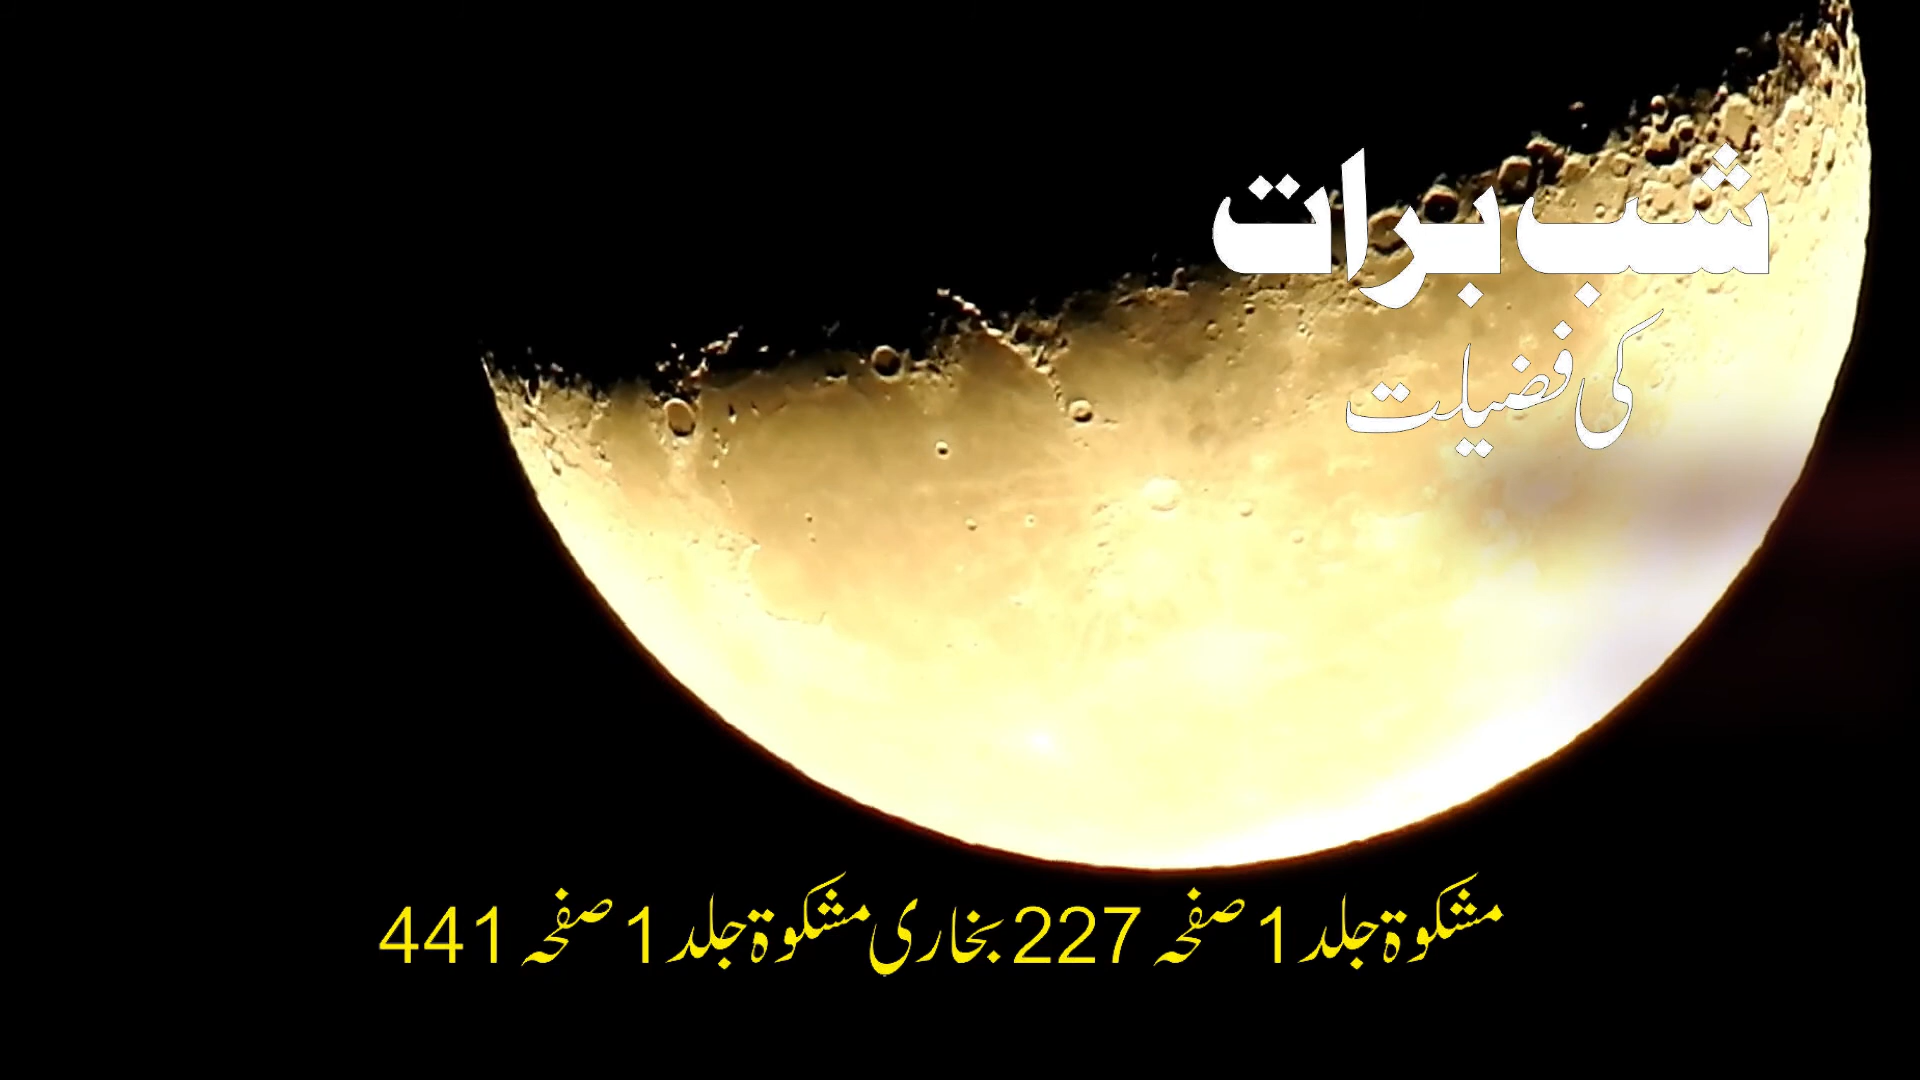 شب برات
کی فضیلت
مشکوۃ جلد 1 صفحہ 227 بخاری مشکوۃ جلد 1 صفحہ 441